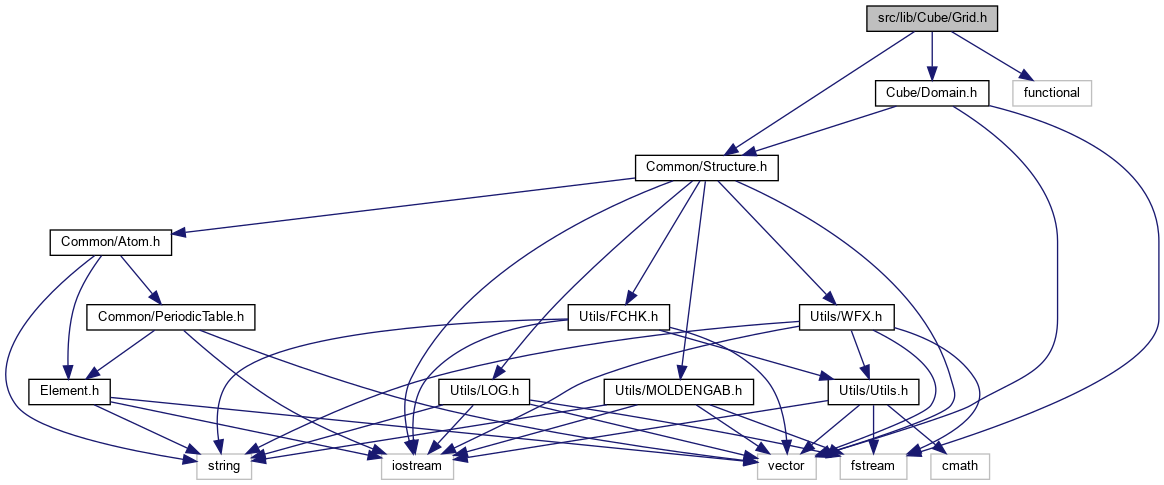 src/lib/Cube/Grid.h
Cube/Domain.h
functional
Common/Structure.h
Common/Atom.h
Common/PeriodicTable.h
Utils/FCHK.h
Utils/WFX.h
Element.h
Utils/LOG.h
Utils/MOLDENGAB.h
Utils/Utils.h
string
iostream
vector
fstream
cmath